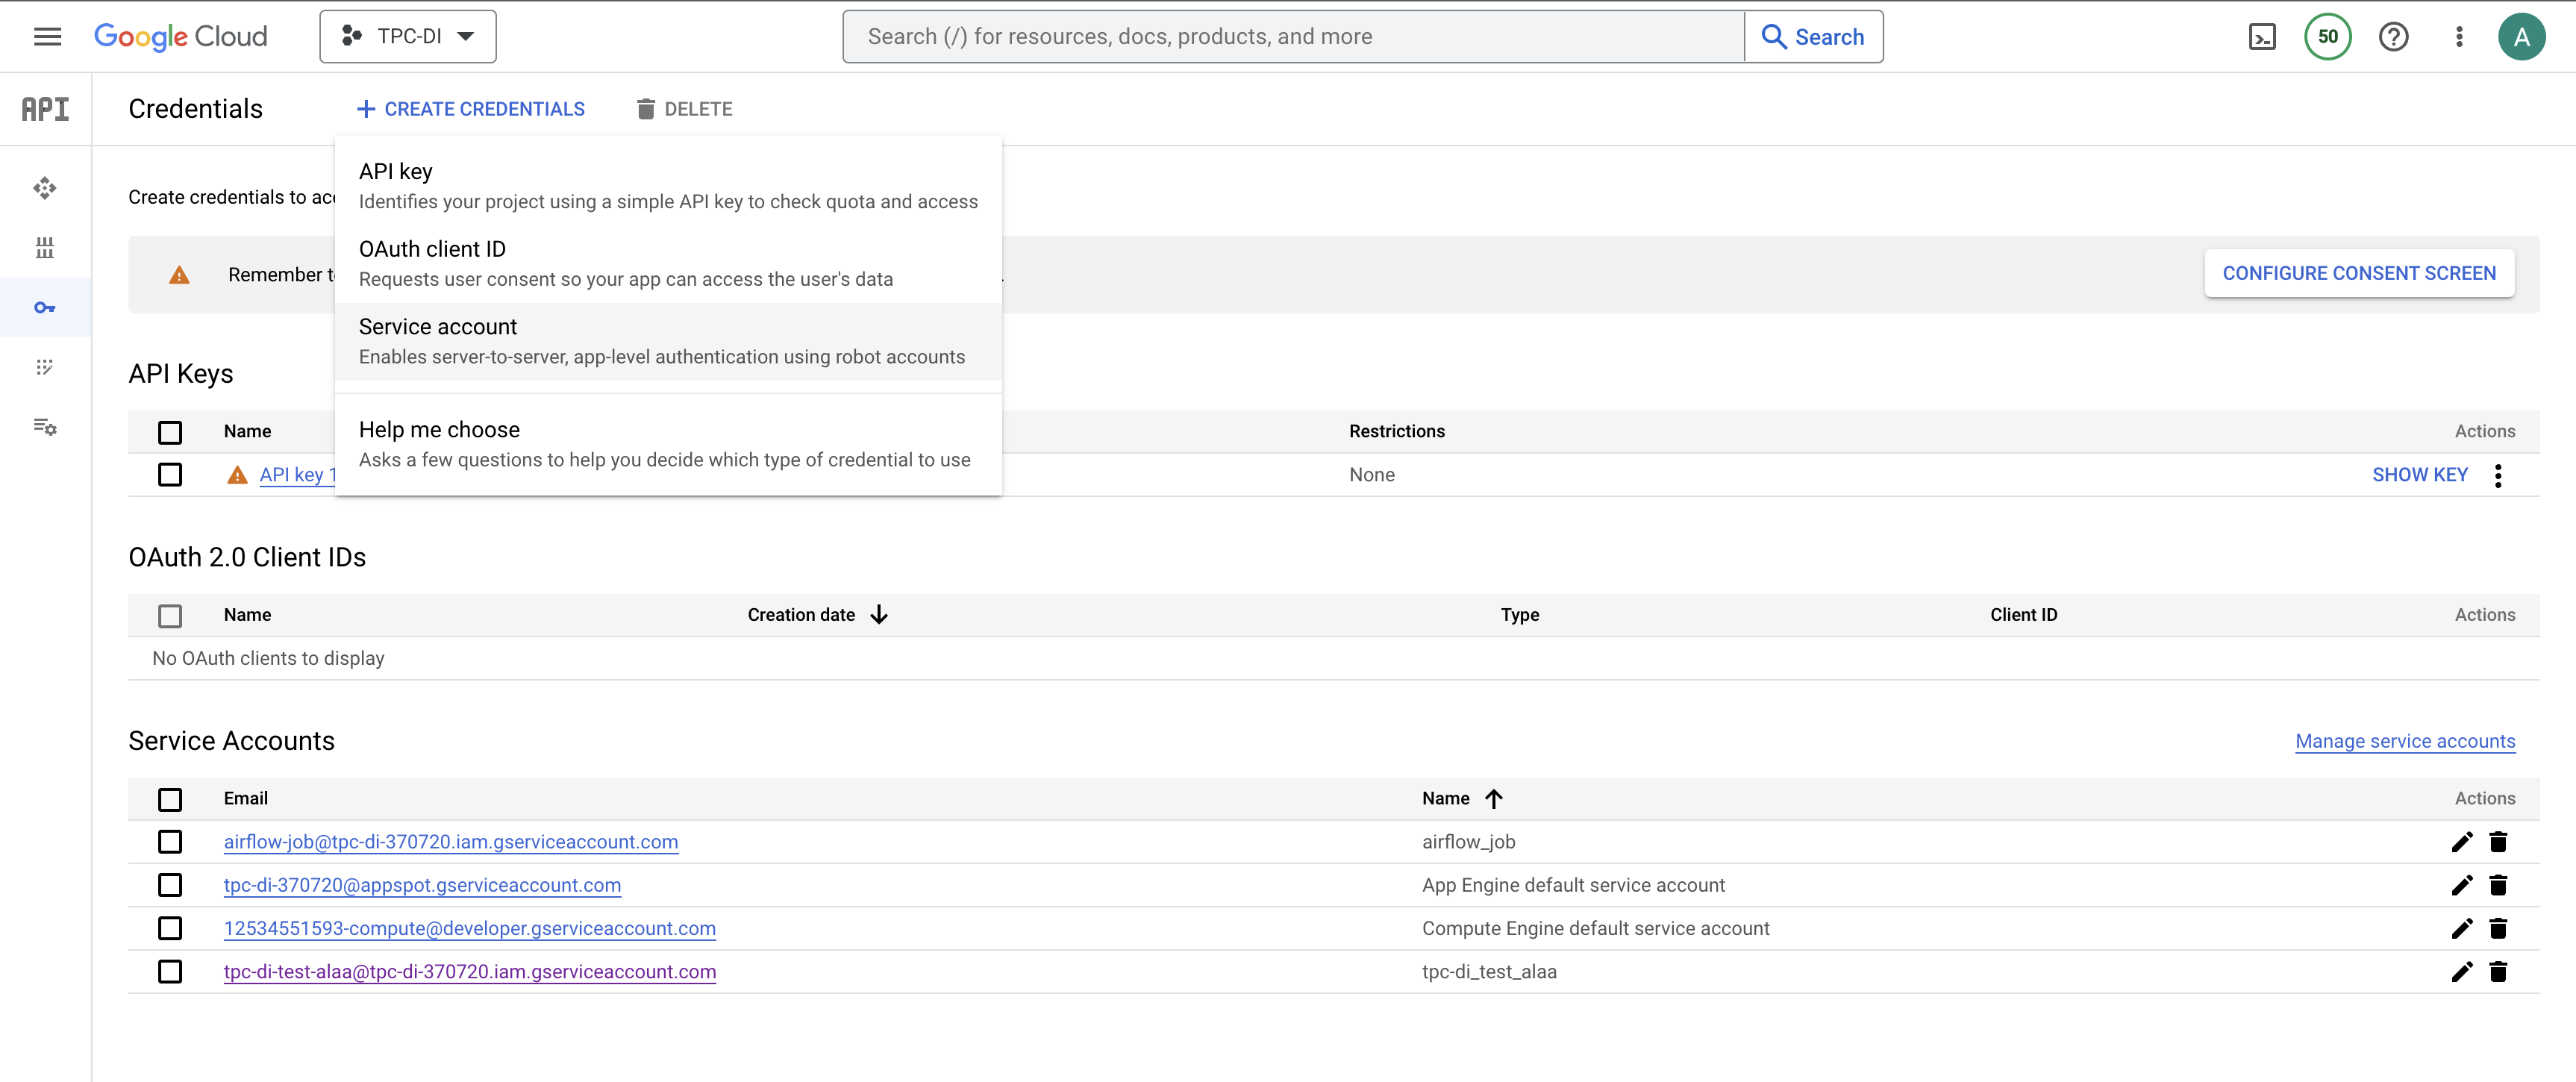 Google Cloud
TPC-DI
Search (/) for resources, docs, products, and more
Search
50
A
API
Credentials
CREATE CREDENTIALS
DELETE
API key
Identifies your project using a simple API key to check quota and access
OAuth client ID
Requests user consent so your app can access the user's data
Service account
Enables server-to-server, app-level authentication using robot accounts
Help me choose
Asks a few questions to help you decide which type of credential to use
Create credentials to
Remember
CONFIGURE CONSENT SCREEN
API Keys
Name Restrictions Actions
API key 1 None SHOW KEY
OAuth 2.0 Client IDs
Name Creation date Type Client ID Actions
No OAuth clients to display
Service Accounts
Manage service accounts
Email Name Actions
airflow-job@tpc-di-370720.iam.gserviceaccount.com airflow_job
tpc-di-370720@appspot.gserviceaccount.com App Engine default service account
12534551593-compute@developer.gserviceaccount.com Compute Engine default service account
tpc-di-test-alaa@tpc-di-370720.iam.gserviceaccount.com tpc-di_test_alaa